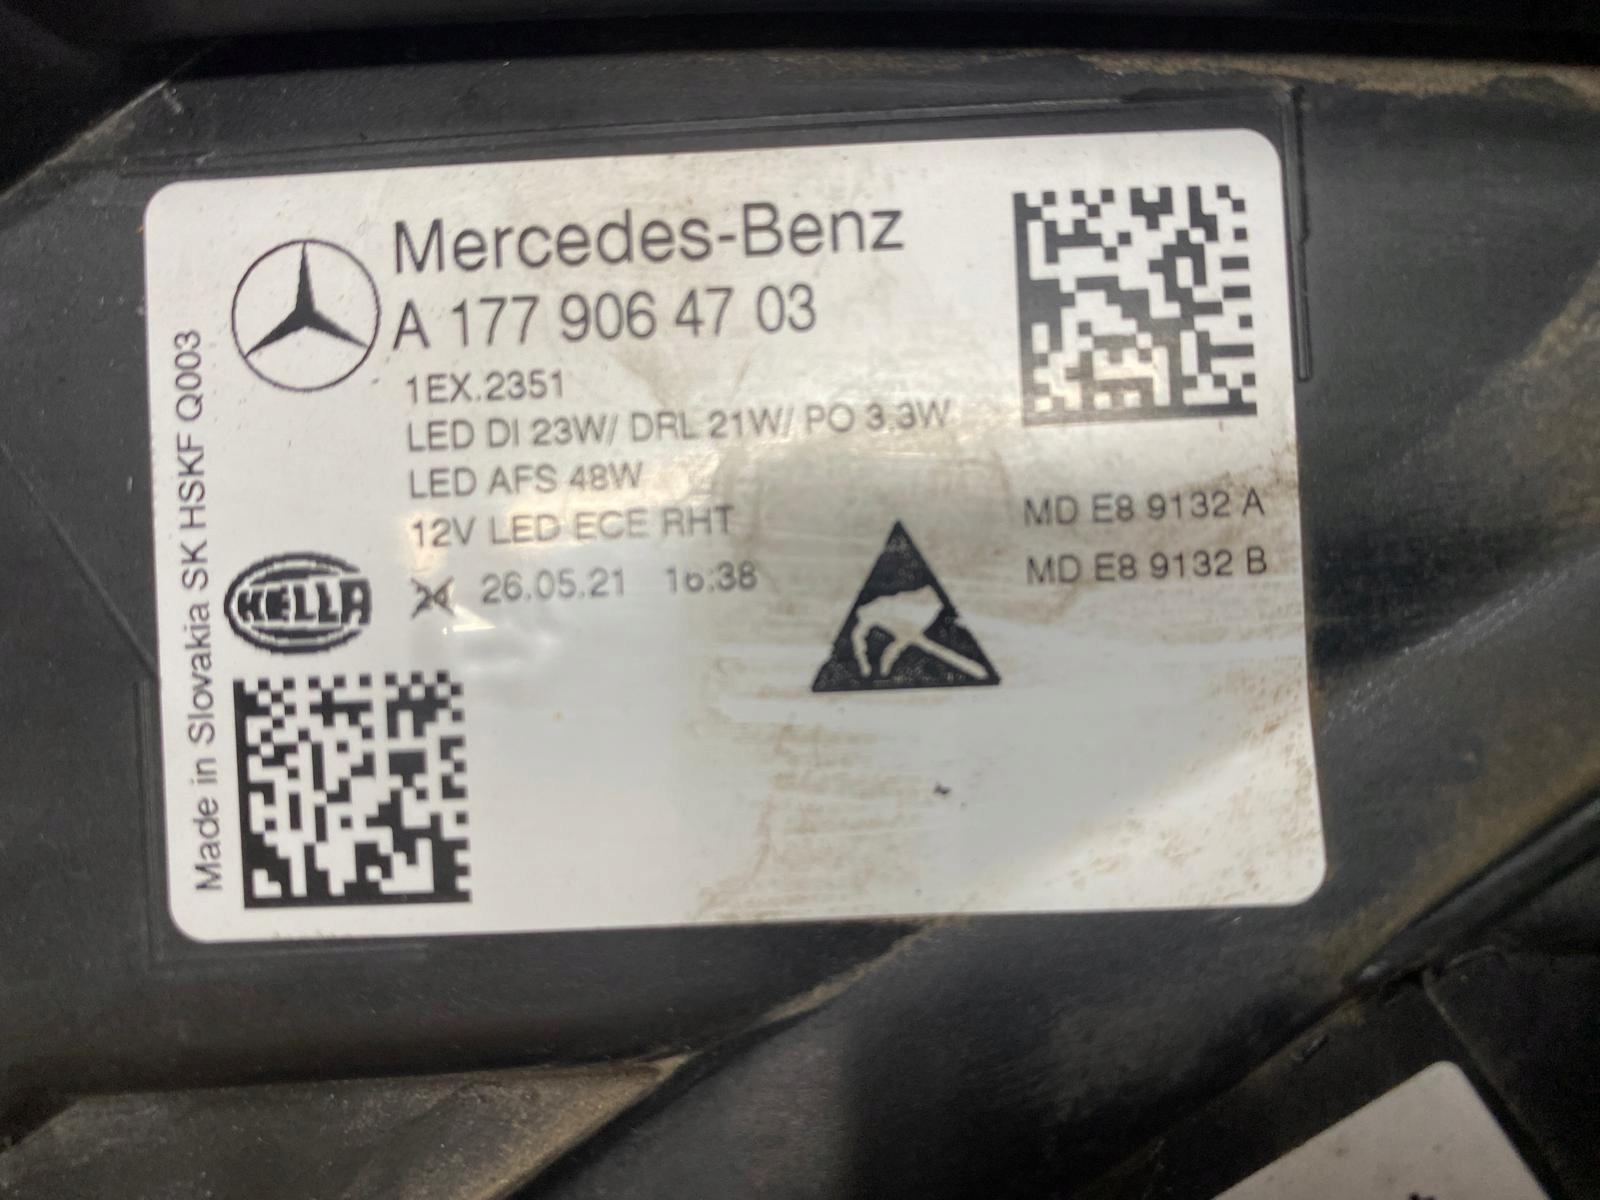 Mercedes-Benz
A 177 906 47 03
1EX.2351
LED DI 23W/ DRL 21W/ PO 3.3W
LED AFS 48W
12V LED ECE RHT
26.05.21 16:38
MD E8 9132 A
MD E8 9132 B
HELLA
Made in Slovakia SK HSKF Q003